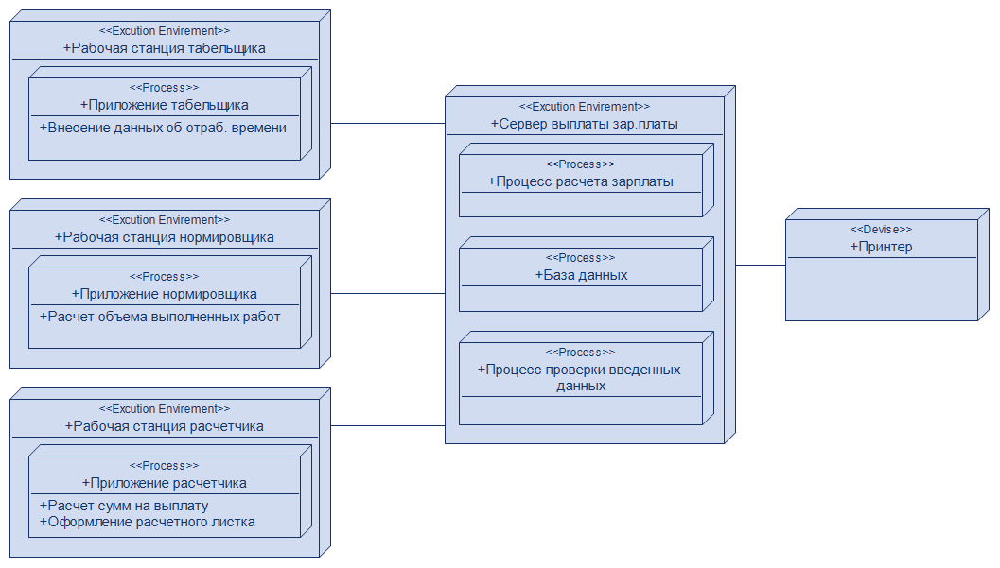 <<Excution Envirement>>
+Рабочая станция табельщика
<<Process>>
+Приложение табельщика
+Внесение данных об отраб. времени
<<Excution Envirement>>
+Рабочая станция нормировщика
<<Process>>
+Приложение нормировщика
+Расчет объема выполненных работ
<<Excution Envirement>>
+Рабочая станция расчетчика
<<Process>>
+Приложение расчетчика
+Расчет сумм на выплату
+Оформление расчетного листка
<<Excution Envirement>>
+Сервер выплаты зар.платы
<<Process>>
+Процесс расчета зарплаты
<<Process>>
+База данных
<<Process>>
+Процесс проверки введенных
данных
<<Devise>>
+Принтер